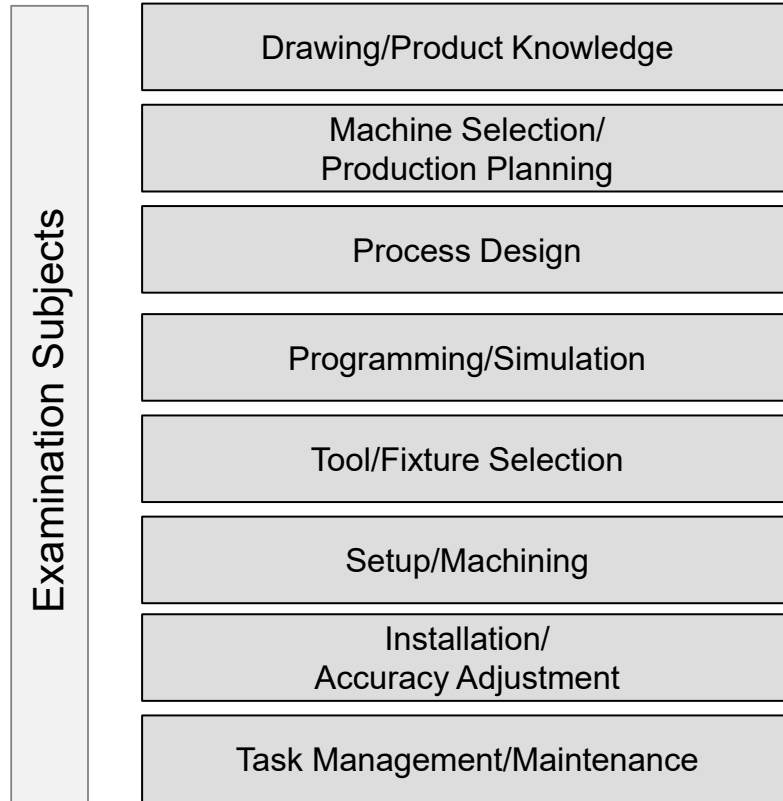 Examination Subjects
Drawing/Product Knowledge
Machine Selection/
Production Planning
Process Design
Programming/Simulation
Tool/Fixture Selection
Setup/Machining
Installation/
Accuracy Adjustment
Task Management/Maintenance